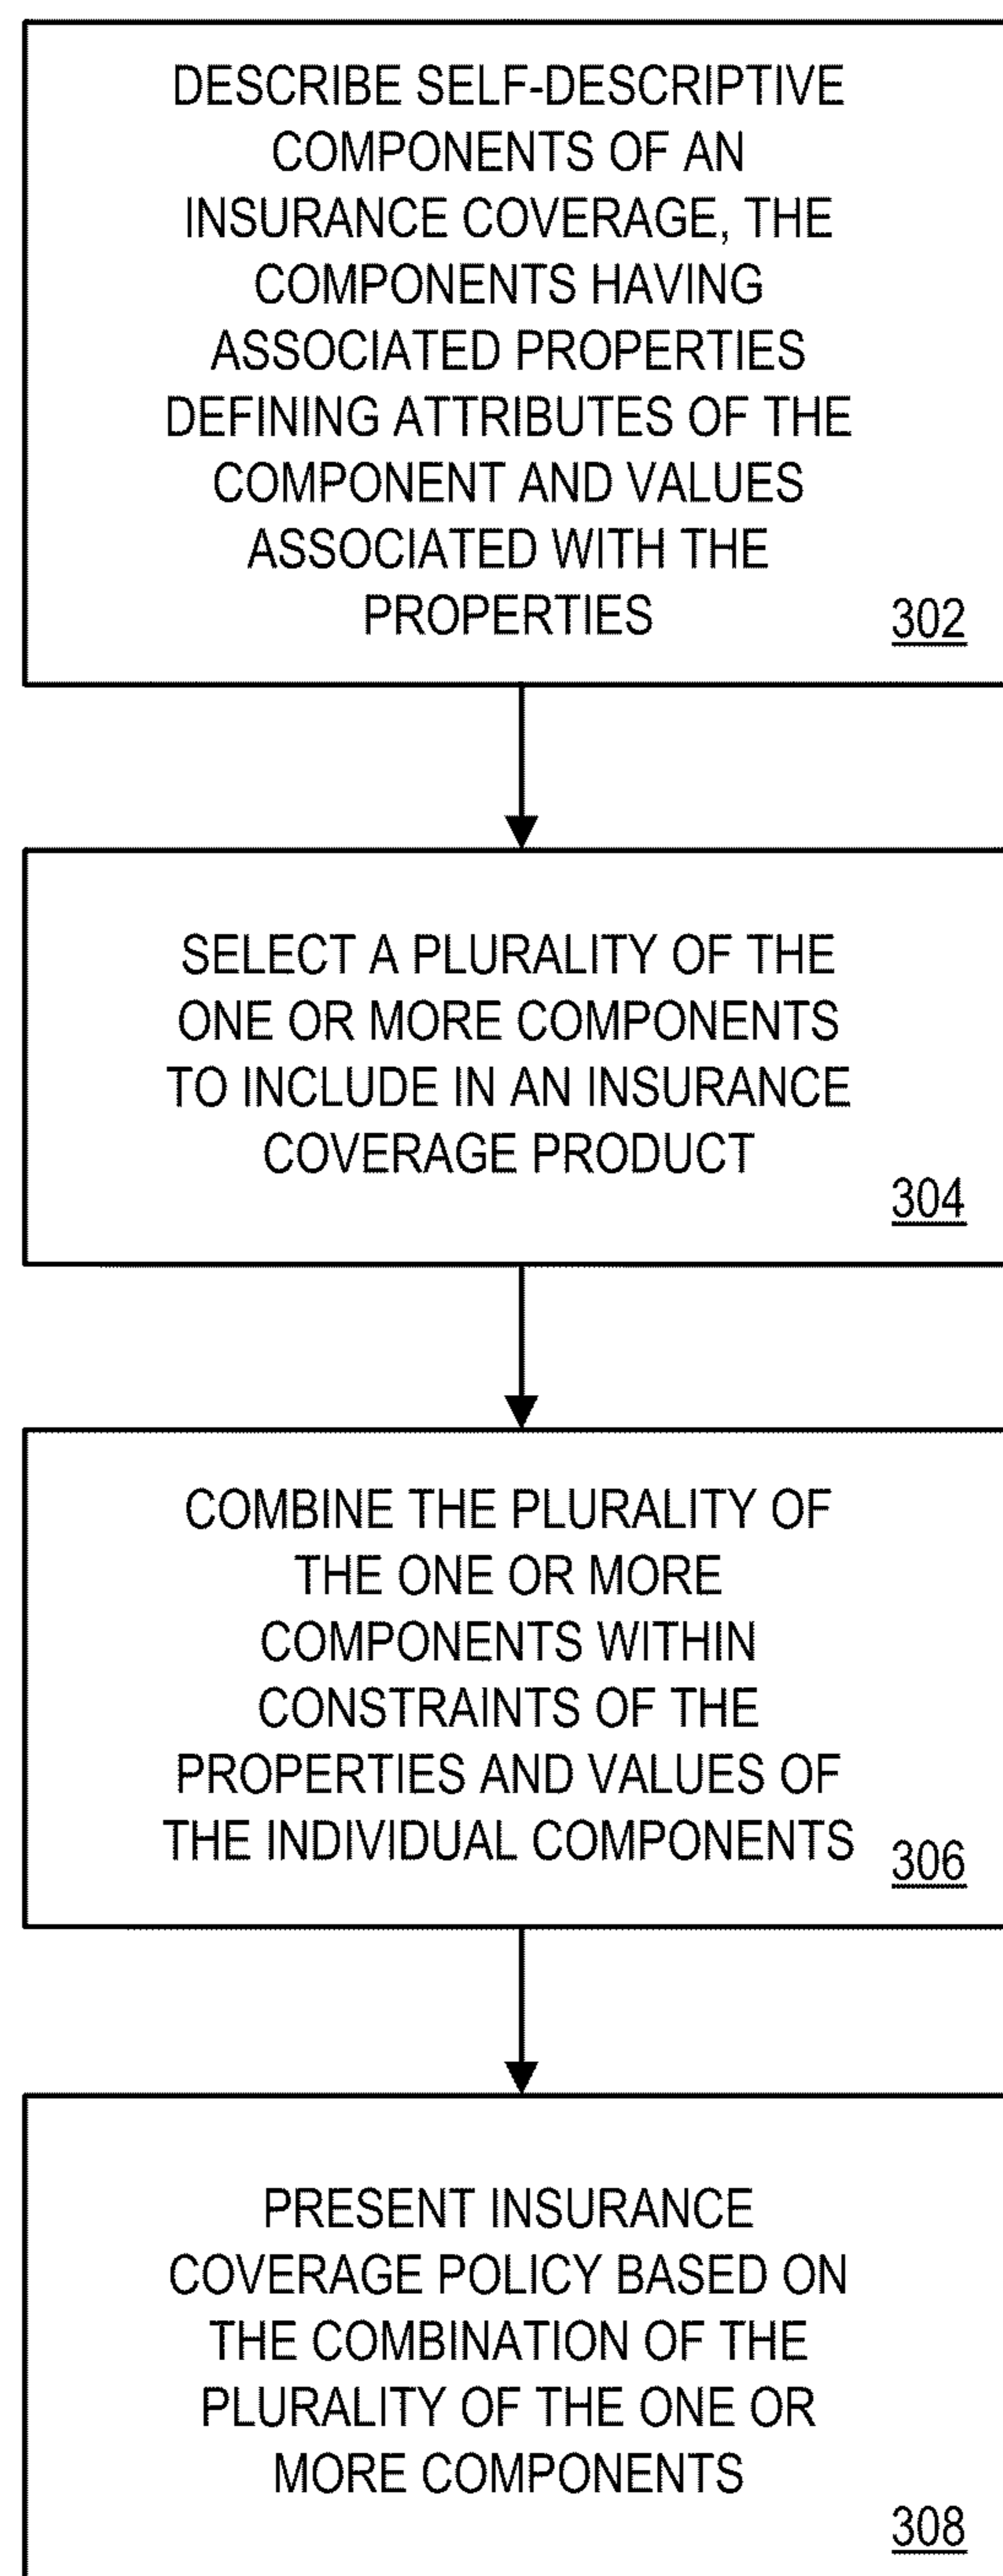 DESCRIBE SELF-DESCRIPTIVE
COMPONENTS OF AN
INSURANCE COVERAGE, THE
COMPONENTS HAVING
ASSOCIATED PROPERTIES
DEFINING ATTRIBUTES OF THE
COMPONENT AND VALUES
ASSOCIATED WITH THE
PROPERTIES
302
SELECT A PLURALITY OF THE
ONE OR MORE COMPONENTS
TO INCLUDE IN AN INSURANCE
COVERAGE PRODUCT
304
COMBINE THE PLURALITY OF
THE ONE OR MORE
COMPONENTS WITHIN
CONSTRAINTS OF THE
PROPERTIES AND VALUES OF
THE INDIVIDUAL COMPONENTS
306
PRESENT INSURANCE
COVERAGE POLICY BASED ON
THE COMBINATION OF THE
PLURALITY OF THE ONE OR
MORE COMPONENTS
308